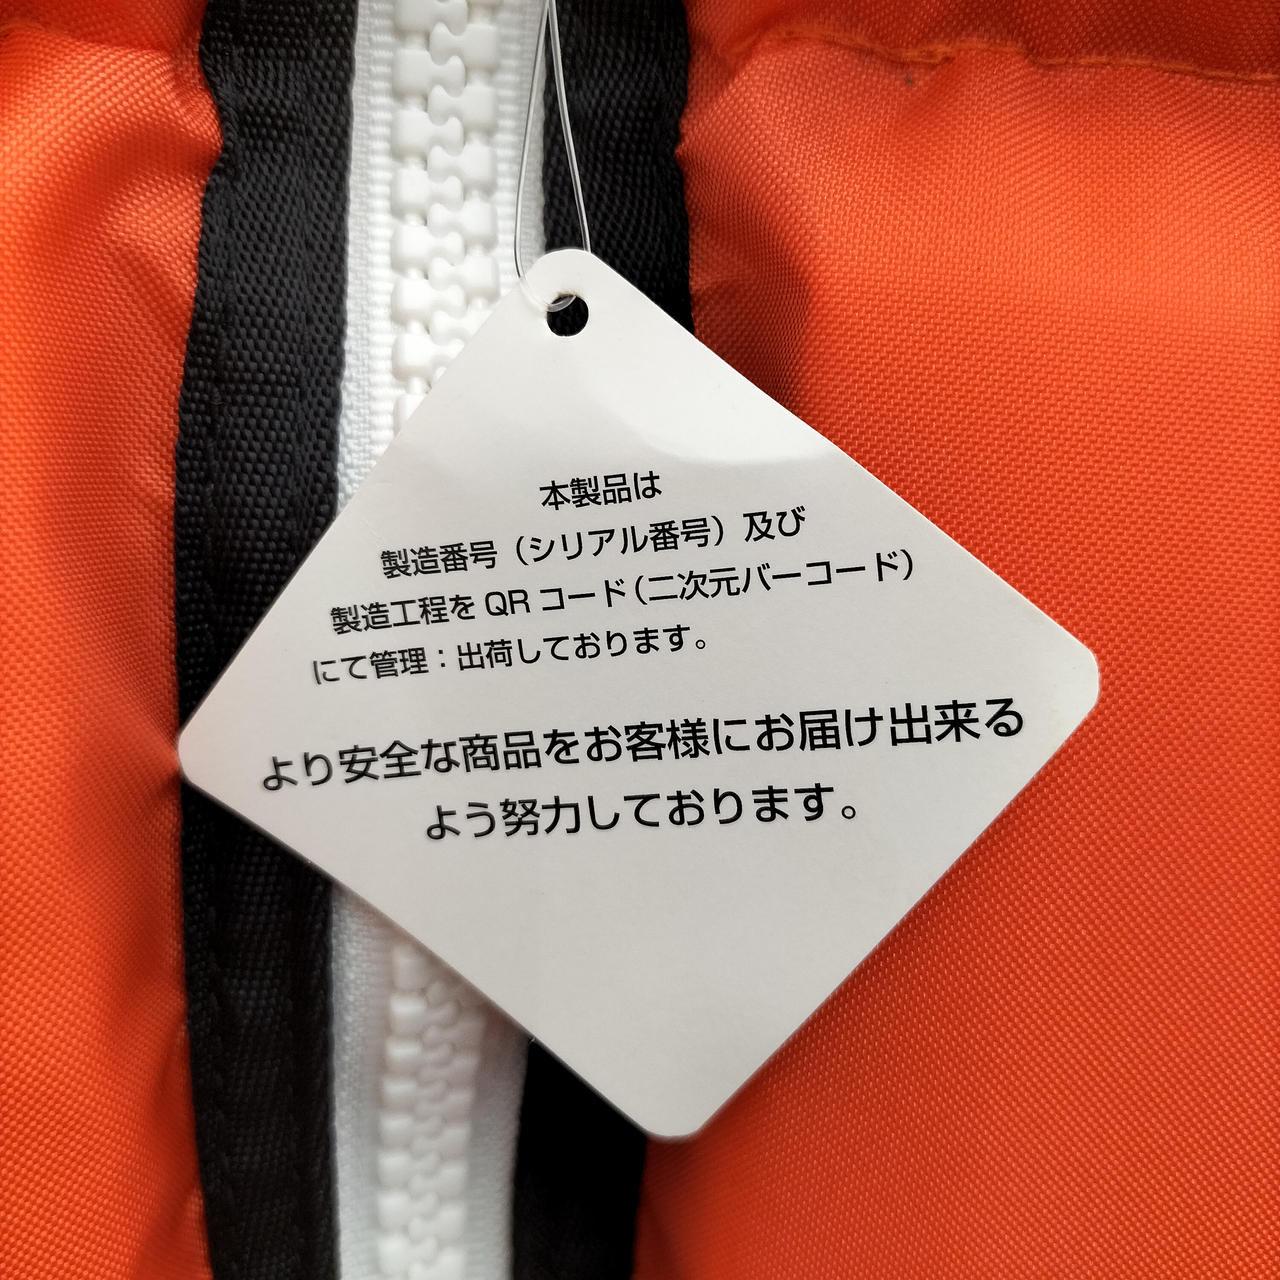 本製品は
製造番号（シリアル番号）及び
製造工程を QR コード（二次元バーコード）
にて管理：出荷しております。
より安全な商品をお客様にお届け出来る
よう努力しております。